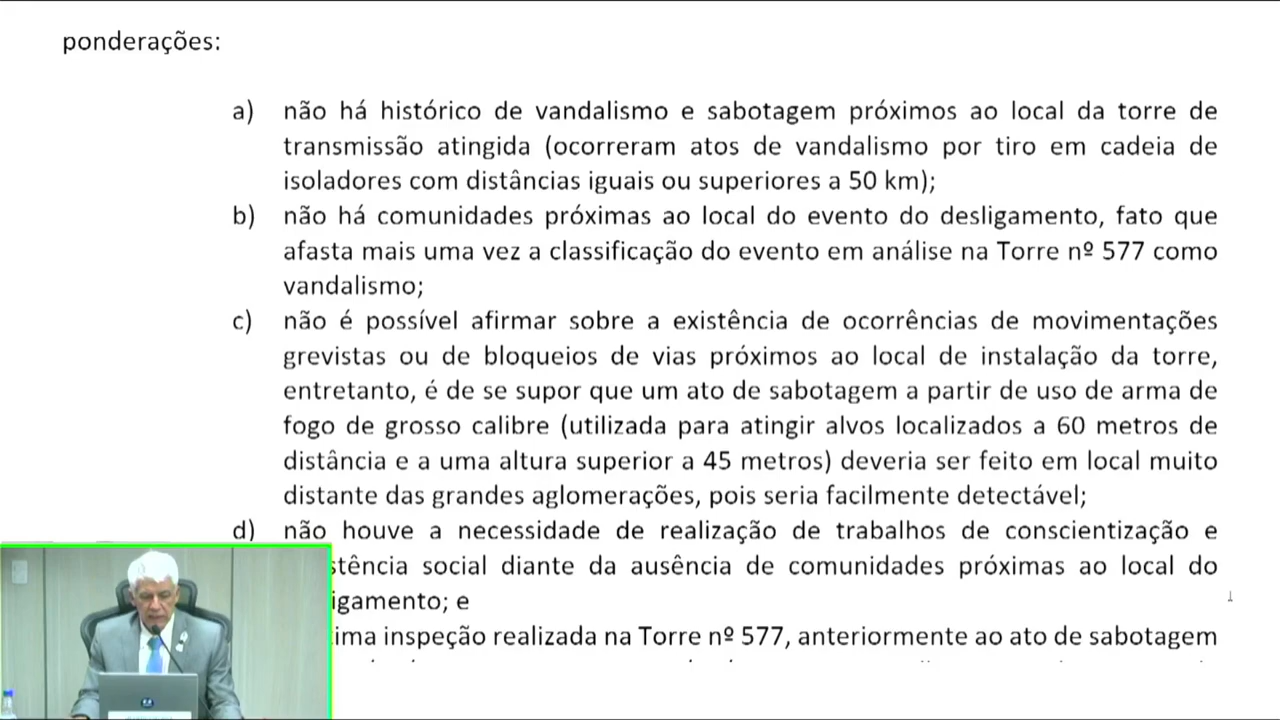 ponderações:
a) não há histórico de vandalismo e sabotagem próximos ao local da torre de
transmissão atingida (ocorreram atos de vandalismo por tiro em cadeia de
isoladores com distâncias iguais ou superiores a 50 km);
b) não há comunidades próximas ao local do evento do desligamento, fato que
afasta mais uma vez a classificação do evento em análise na Torre nº 577 como
vandalismo;
c) não é possível afirmar sobre a existência de ocorrências de movimentações
grevistas ou de bloqueios de vias próximos ao local de instalação da torre,
entretanto, é de se supor que um ato de sabotagem a partir de uso de arma de
fogo de grosso calibre (utilizada para atingir alvos localizados a 60 metros de
distância e a uma altura superior a 45 metros) deveria ser feito em local muito
distante das grandes aglomerações, pois seria facilmente detectável;
d) não houve a necessidade de realização de trabalhos de conscientização e
stência social diante da ausência de comunidades próximas ao local do
igamento; e
ima inspeção realizada na Torre nº 577, anteriormente ao ato de sabotagem